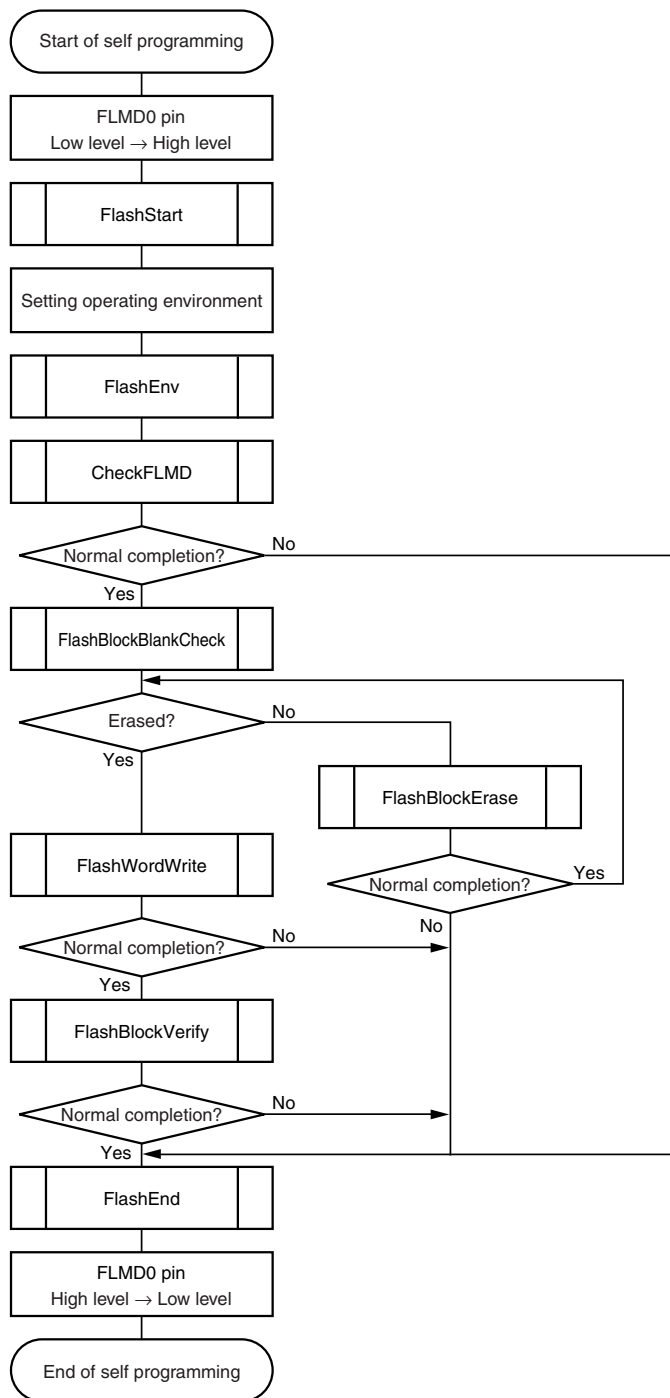 Start of self programming
FLMD0 pin
Low level → High level
FlashStart
Setting operating environment
FlashEnv
CheckFLMD
Normal completion?
No
Yes
FlashBlockBlankCheck
Erased?
No
Yes
FlashBlockErase
FlashWordWrite
Normal completion?
Yes
No
Normal completion?
No
Yes
FlashBlockVerify
Normal completion?
No
Yes
FlashEnd
FLMD0 pin
High level → Low level
End of self programming